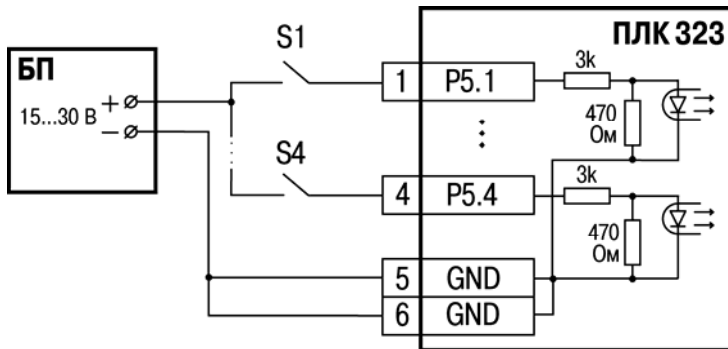 ПЛК 323
S1
БП
+
15...30 В
–
1
P5.1
3k
470
Ом
S4
4
P5.4
3k
470
Ом
5
GND
6
GND